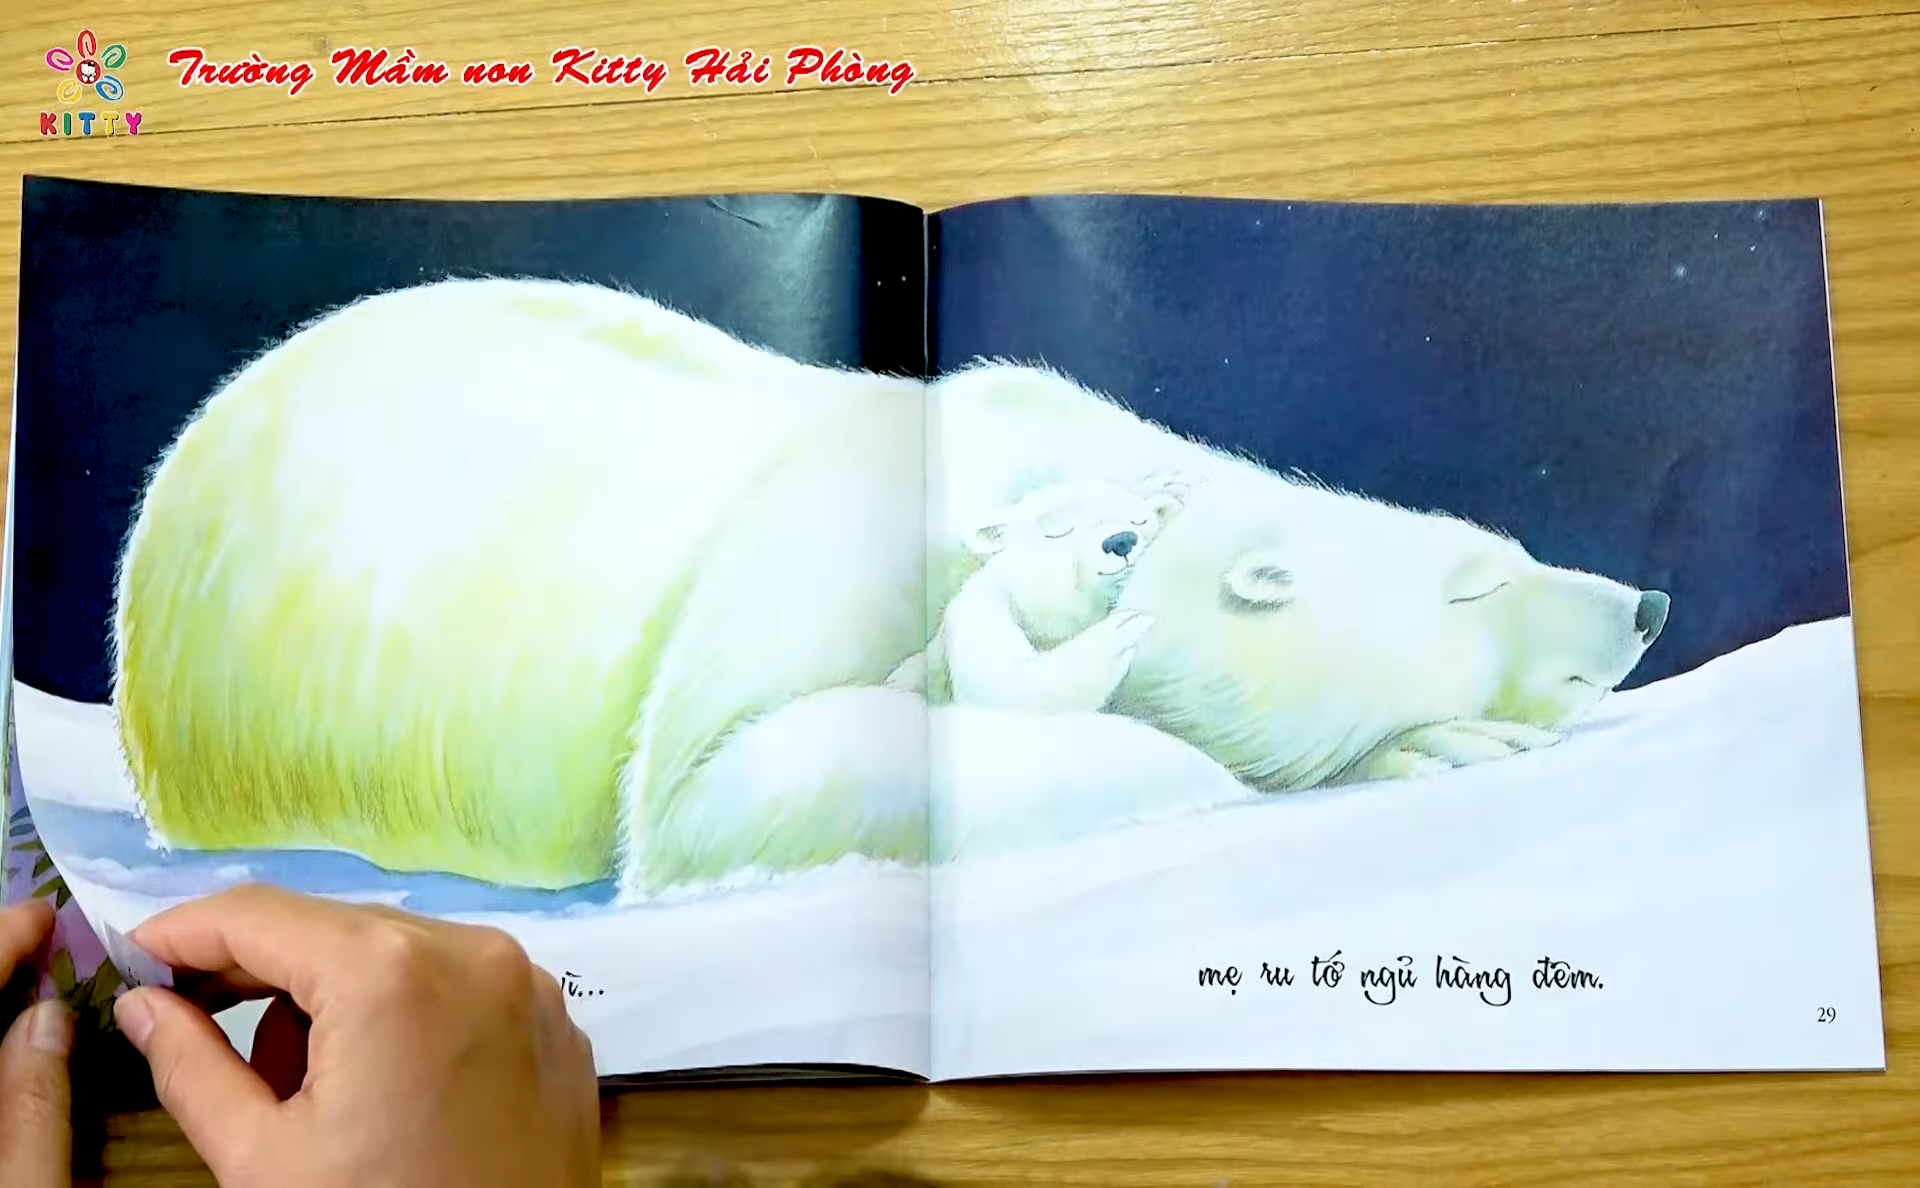 Trường Mầm non Kitty Hải Phòng
KITTY
mẹ ru tớ ngủ hàng đêm.
29